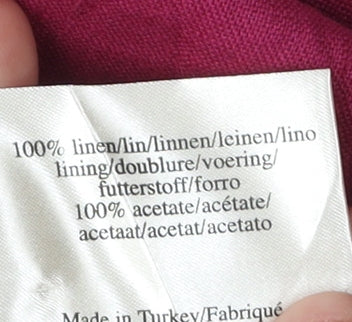 100% linen/lin/linnen/leinen/lino
lining/doublure/voering/
futterstoff/forro
100% acetate/acétate/
acetaat/acetat/acetato
Made in Turkey/Fabriqué